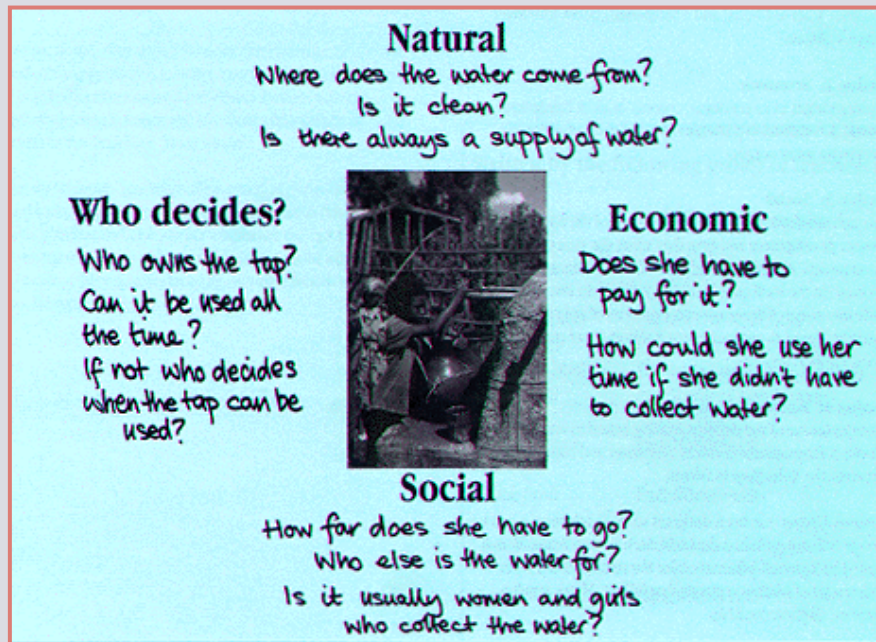 Natural
Where does the water come from?
Is it clean?
Is there always a supply of water?
Who decides?
Who owns the tap?
Can it be used all
the time?
If not who decides
when the tap can be
used?
Economic
Does she have to
pay for it?
How could she use her
time if she didn't have
to collect water?
Social
How far does she have to go?
Who else is the water for?
Is it usually women and girls
who collect the water?